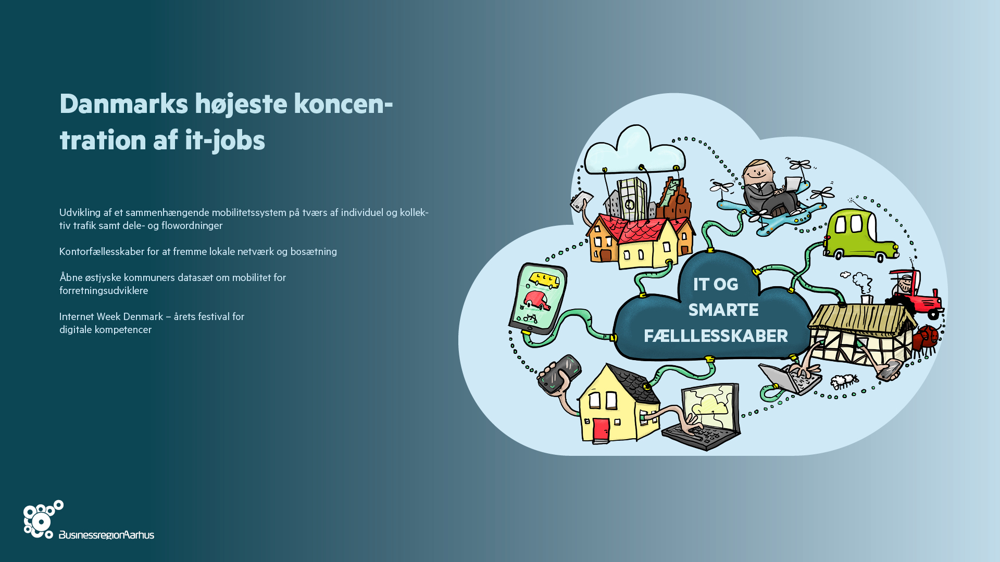 Danmarks højeste koncen-
tration af it-jobs
Udvikling af et sammenhængende mobilitetssystem på tværs af individuel og kollek-
tiv trafik samt dele- og flowordninger
Kontorfællesskaber for at fremme lokale netværk og bosætning
Åbne østjyske kommuners datasæt om mobilitet for
forretningsudviklere
Internet Week Denmark – årets festival for
digitale kompetencer
IT OG
SMARTE
FÆLLLESSKABER
BusinessregionAarhus